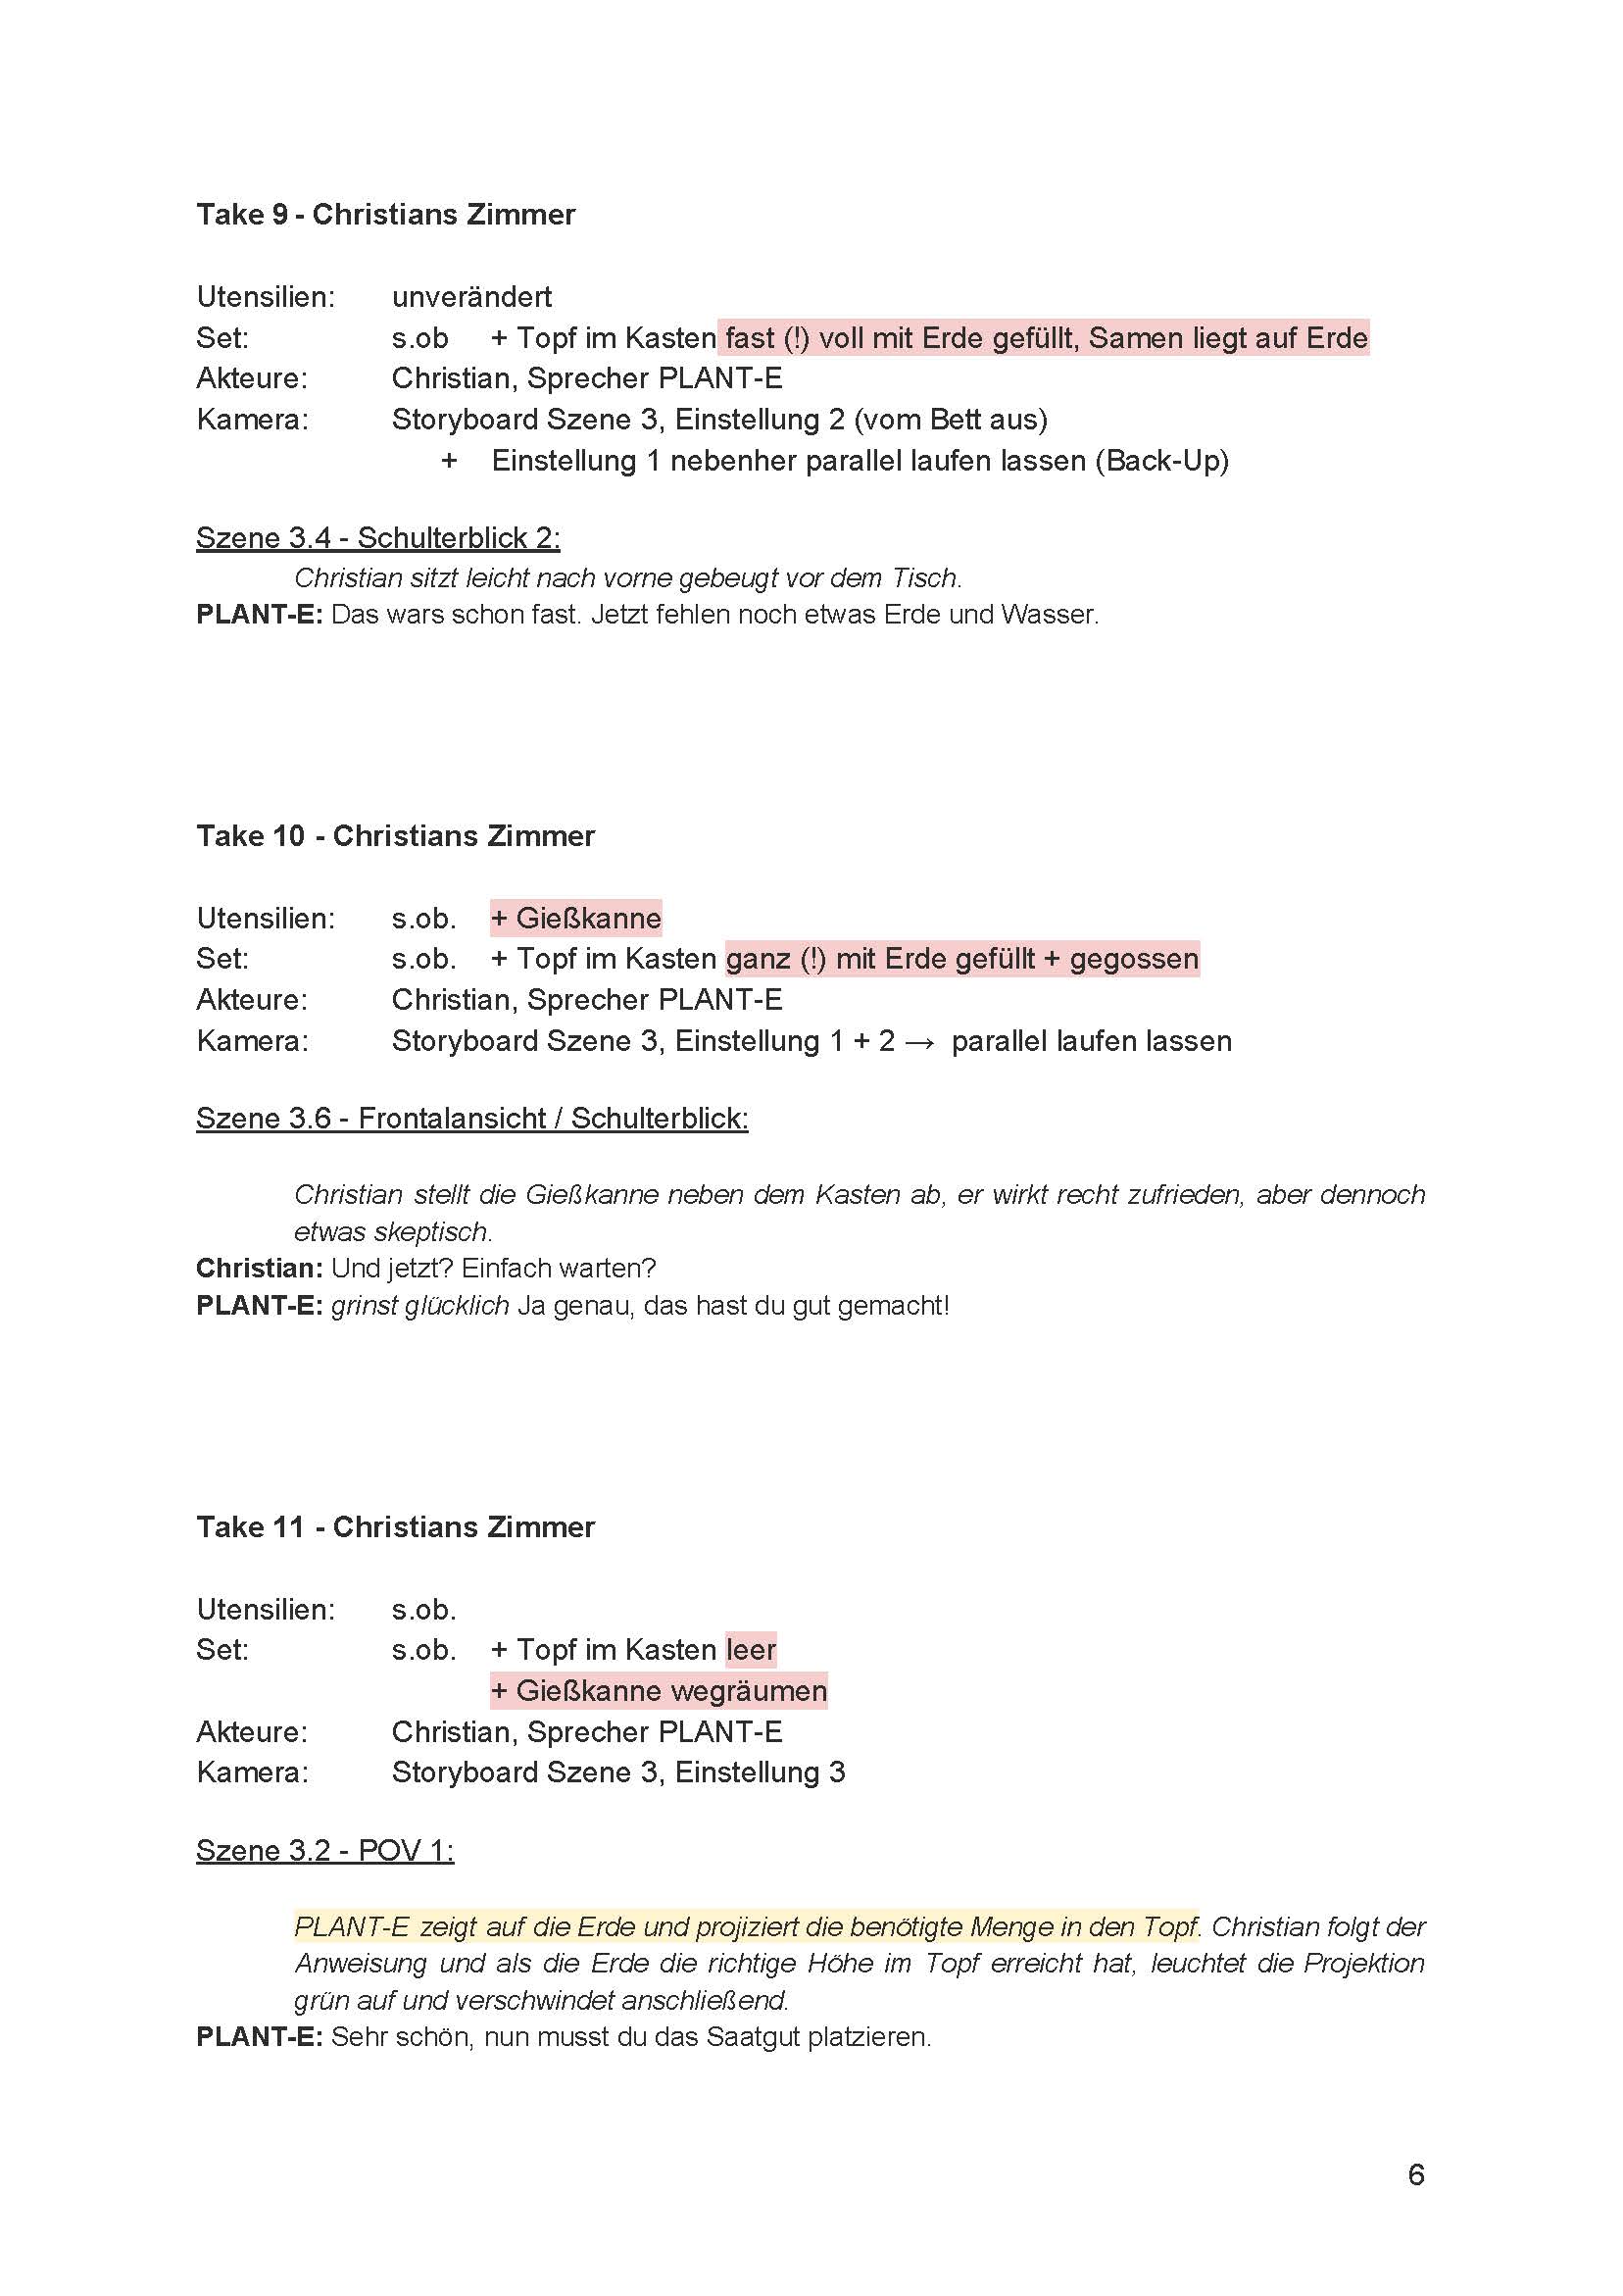 Take 9 - Christians Zimmer
Utensilien: unverändert
Set: s.ob + Topf im Kasten fast (!) voll mit Erde gefüllt, Samen liegt auf Erde
Akteure: Christian, Sprecher PLANT-E
Kamera: Storyboard Szene 3, Einstellung 2 (vom Bett aus)
+ Einstellung 1 nebenher parallel laufen lassen (Back-Up)
Szene 3.4 - Schulterblick 2:
Christian sitzt leicht nach vorne gebeugt vor dem Tisch.
PLANT-E: Das wars schon fast. Jetzt fehlen noch etwas Erde und Wasser.
Take 10 - Christians Zimmer
Utensilien: s.ob. + Gießkanne
Set: s.ob. + Topf im Kasten ganz (!) mit Erde gefüllt + gegossen
Akteure: Christian, Sprecher PLANT-E
Kamera: Storyboard Szene 3, Einstellung 1 + 2 → parallel laufen lassen
Szene 3.6 - Frontalansicht / Schulterblick:
Christian stellt die Gießkanne neben dem Kasten ab, er wirkt recht zufrieden, aber dennoch
etwas skeptisch.
Christian: Und jetzt? Einfach warten?
PLANT-E: grinst glücklich Ja genau, das hast du gut gemacht!
Take 11 - Christians Zimmer
Utensilien: s.ob.
Set: s.ob. + Topf im Kasten leer
+ Gießkanne wegräumen
Akteure: Christian, Sprecher PLANT-E
Kamera: Storyboard Szene 3, Einstellung 3
Szene 3.2 - POV 1:
PLANT-E zeigt auf die Erde und projiziert die benötigte Menge in den Topf. Christian folgt der
Anweisung und als die Erde die richtige Höhe im Topf erreicht hat, leuchtet die Projektion
grün auf und verschwindet anschließend.
PLANT-E: Sehr schön, nun musst du das Saatgut platzieren.
6